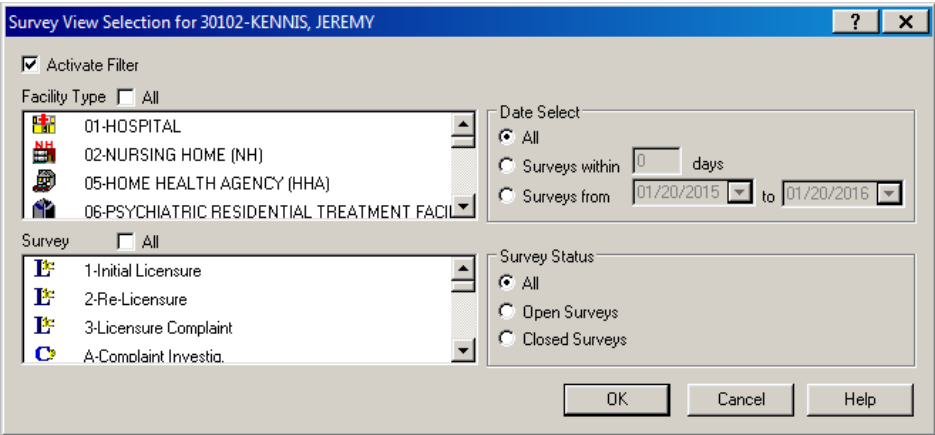 Survey View Selection for 30102-KENNIS, JEREMY
Activate Filter
Facility Type All
01-HOSPITAL
NH 02-NURSING HOME (NH)
05-HOME HEALTH AGENCY (HHA)
06-PSYCHIATRIC RESIDENTIAL TREATMENT FACIL
Date Select
All
Surveys within 0 days
Surveys from 01/20/2015 to 01/20/2016
Survey All
L 1-Initial Licensure
L 2-Re-Licensure
L 3-Licensure Complaint
C A-Complaint Investig.
Survey Status
All
Open Surveys
Closed Surveys
OK Cancel Help